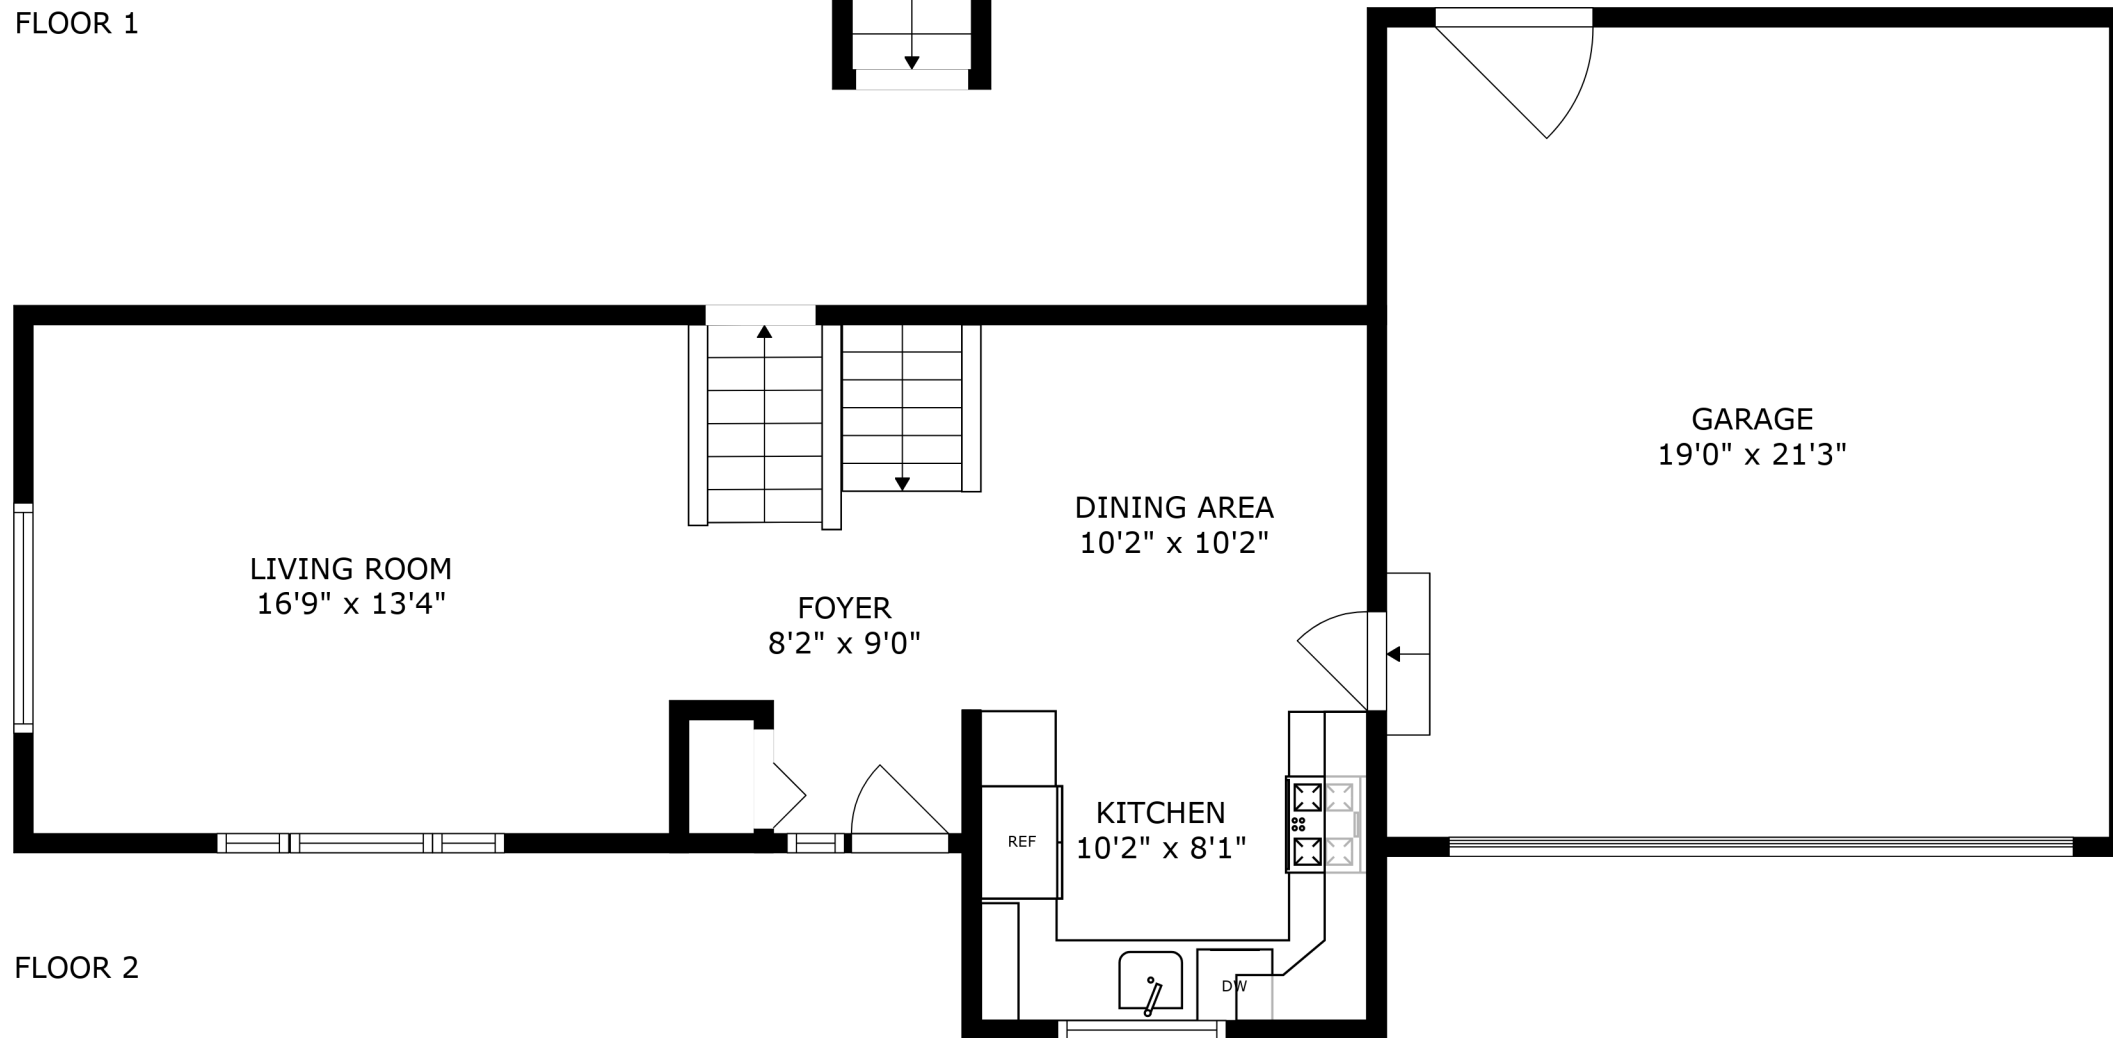 FLOOR 1
GARAGE
19'0" x 21'3"
DINING AREA
10'2" x 10'2"
LIVING ROOM
16'9" x 13'4"
FOYER
8'2" x 9'0"
KITCHEN
10'2" x 8'1"
REF
DW
FLOOR 2